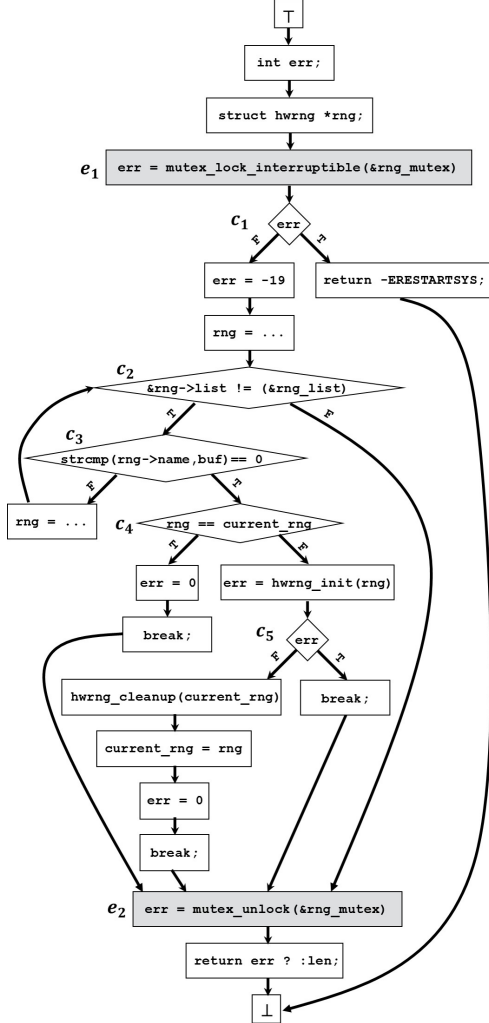 ⊤
int err;
struct hwrng *rng;
e1 err = mutex_lock_interruptible(&rng_mutex)
c1 err
F T
err = -19 return -ERESTARTSYS;
rng = ...
c2 &rng->list != (&rng_list)
T F
c3 strcmp(rng->name,buf)== 0
F T
rng = ... c4 rng == current_rng
T F
err = 0 err = hwrng_init(rng)
break; c5 err
F T
hwrng_cleanup(current_rng) break;
current_rng = rng
err = 0
break;
e2 err = mutex_unlock(&rng_mutex)
return err ? :len;
⊥